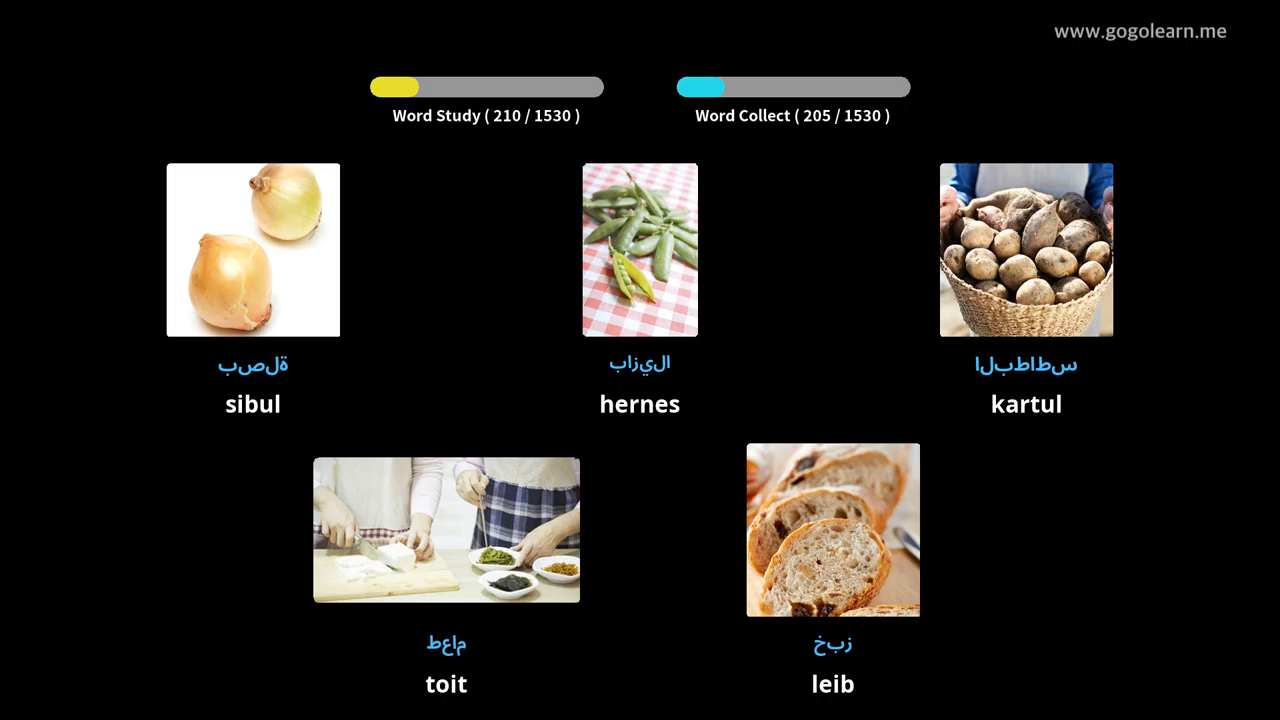 www.gogolearn.me
Word Study ( 210 / 1530 )
Word Collect ( 205 / 1530 )
بصلة
بازيلا
البطاطس
sibul
hernes
kartul
طعام
خبز
toit
leib